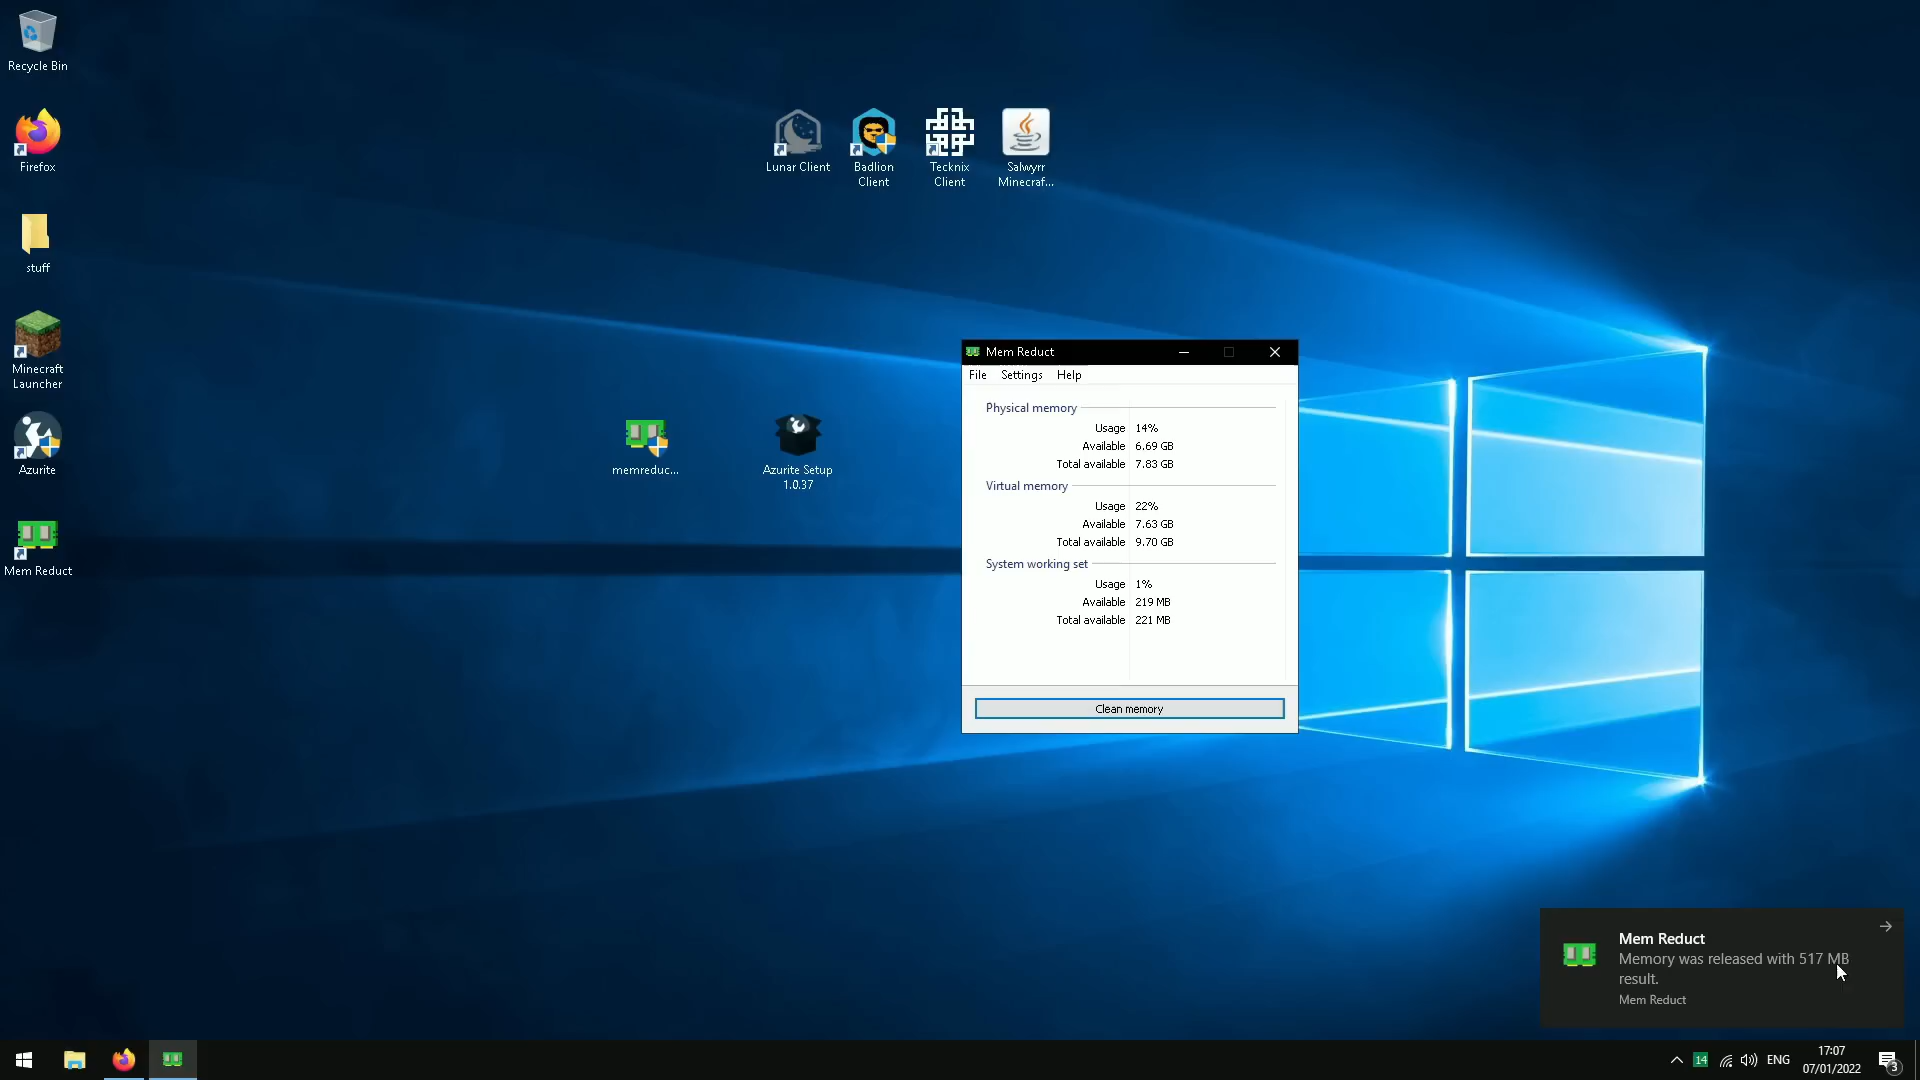 Recycle Bin
Firefox
stuff
Minecraft
Launcher
Azurite
Mem Reduct
Lunar Client
Badlion
Client
Tecknix
Client
Salwyrr
Minecraf...
memreduc...
Azurite Setup
1.0.37
Mem Reduct
File Settings Help
Physical memory
Usage 14%
Available 6.69 GB
Total available 7.83 GB
Virtual memory
Usage 22%
Available 7.63 GB
Total available 9.70 GB
System working set
Usage 1%
Available 219 MB
Total available 221 MB
Clean memory
Mem Reduct
Memory was released with 517 MB
result.
Mem Reduct
14 ENG
17:07
07/01/2022
3